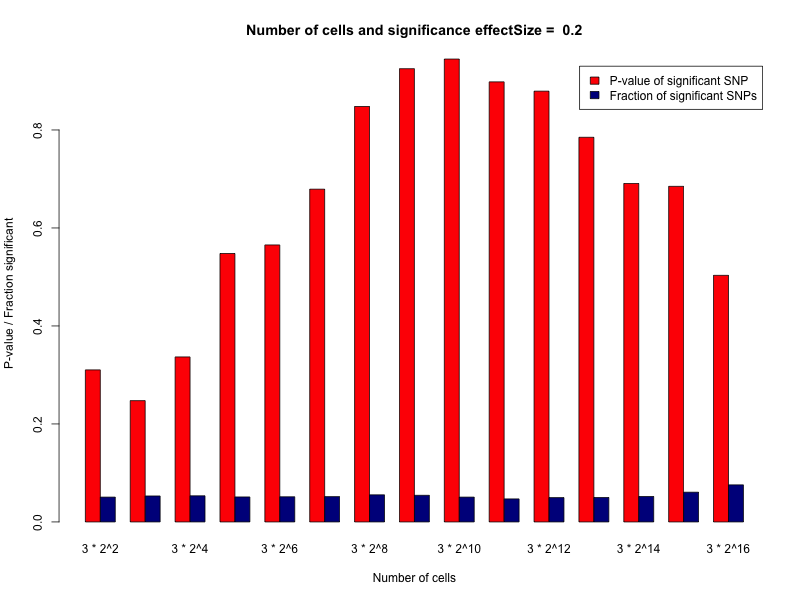 Number of cells and significance effectSize =  0.2
P-value of significant SNP
Fraction of significant SNPs
P-value / Fraction significant
0.8
0.6
0.4
0.2
0.0
3 * 2^2 3 * 2^4 3 * 2^6 3 * 2^8 3 * 2^10 3 * 2^12 3 * 2^14 3 * 2^16
Number of cells